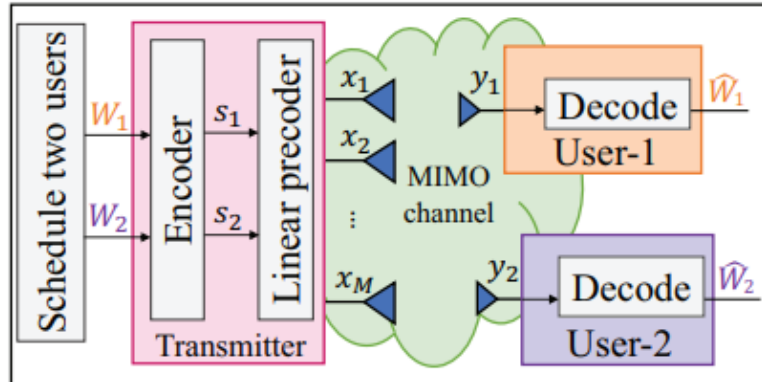 Schedule two users
W₁
W₂
Encoder
s₁
s₂
Linear precoder
Transmitter
x₁
x₂
...
x_M
MIMO
channel
y₁
Decode
Ŵ₁
User-1
y₂
Decode
Ŵ₂
User-2